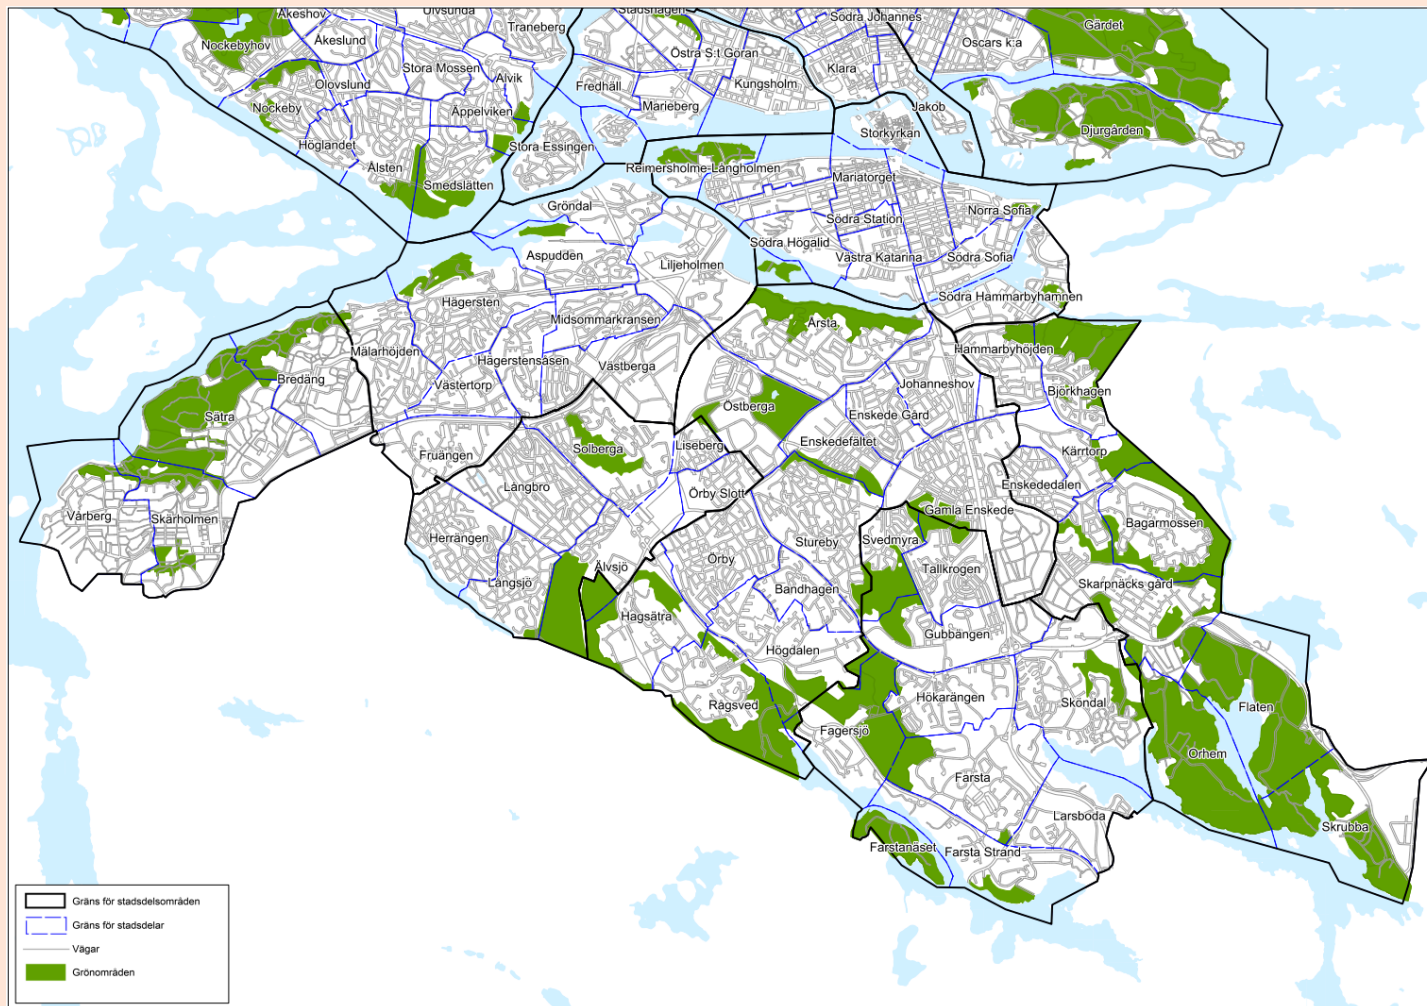 Åkeshov
Ulvsunda
Stadshagen
Södra Johannes
Traneberg
Gärdet
Nockebyhov
Åkeslund
Östra S:t Göran
Oscars k:a
Stora Mossen
Klara
Olovslund
Alvik
Fredhäll
Kungsholm
Nockeby
Äppelviken
Marieberg
Jakob
Storkyrkan
Djurgården
Höglandet
Stora Essingen
Ålsten
Reimersholme-Långholmen
Smedslätten
Mariatorget
Gröndal
Norra Sofia
Södra Station
Södra Högalid
Aspudden
Västra Katarina
Södra Sofia
Liljeholmen
Hägersten
Södra Hammarbyhamnen
Midsommarkransen
Årsta
Mälarhöjden
Hammarbyhöjden
Hägerstensåsen
Västberga
Bredäng
Västertorp
Johanneshov
Björkhagen
Östberga
Sätra
Enskede Gård
Enskedefältet
Solberga
Liseberg
Fruängen
Kärrtorp
Långbro
Enskededalen
Örby Slott
Gamla Enskede
Vårberg
Skärholmen
Bagarmossen
Herrängen
Svedmyra
Stureby
Örby
Älvsjö
Tallkrogen
Långsjö
Bandhagen
Skarpnäcks gård
Hagsätra
Gubbängen
Högdalen
Hökarängen
Sköndal
Rågsved
Flaten
Fagersjö
Orhem
Farsta
Larsboda
Skrubba
Farstanäset
Farsta Strand
Gräns för stadsdelsområden
Gräns för stadsdelar
Vägar
Grönområden